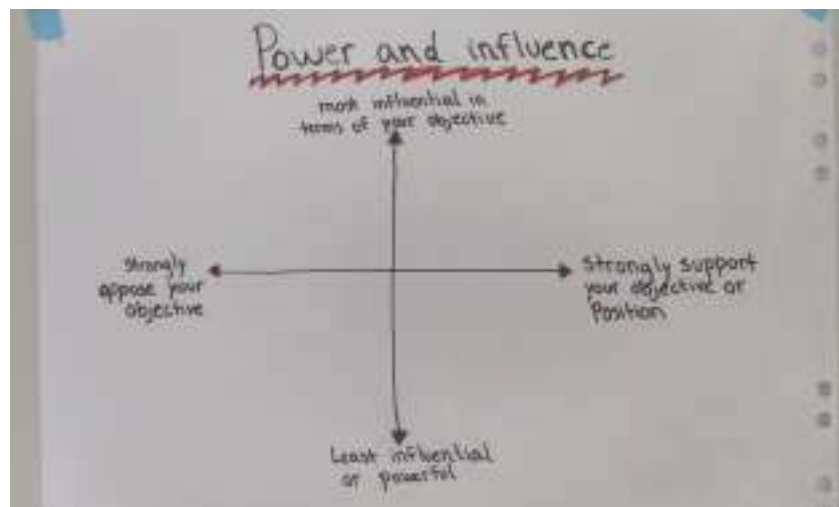 Power and influence
most influential in
terms of your objective
Strongly
oppose your
objective
Strongly support
your objective or
Position
Least influential
or powerful